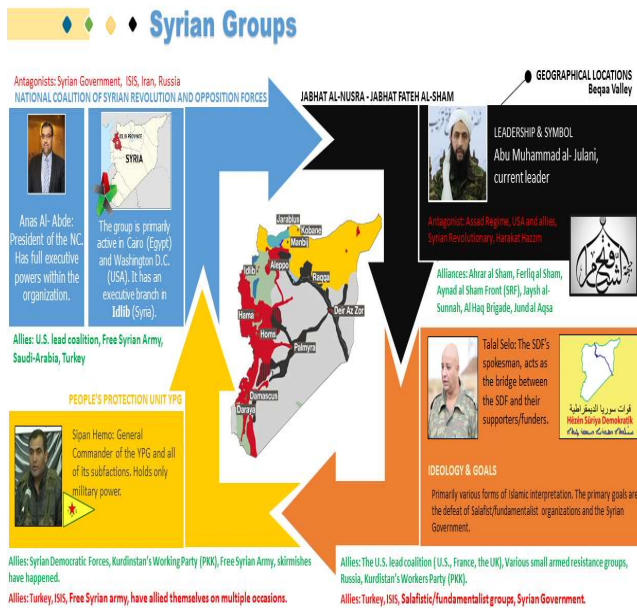 Syrian Groups
Antagonists: Syrian Government, ISIS, Iran, Russia
NATIONAL COALITION OF SYRIAN REVOLUTION AND OPPOSITION FORCES
Anas Al- Abde:
President of the NC.
Has full executive
powers within the
organization.
IDLIB PROVINCE
SYRIA
The group is primarily
active in Cairo (Egypt)
and Washington D.C.
(USA). It has an
executive branch in
Idlib (Syria).
Allies: U.S. lead coalition, Free Syrian Army,
Saudi-Arabia, Turkey
JABHAT AL-NUSRA - JABHAT FATEH AL-SHAM
GEOGRAPHICAL LOCATIONS
Beqaa Valley
LEADERSHIP & SYMBOL
Abu Muhammad al- Julani,
current leader
Antagonist: Assad Regime, USA and allies,
Syrian Revolutionary, Harakat Hazzm
Alliances: Ahrar al Sham, Ferliq al Sham,
Aynad al Sham Front (SRF), Jaysh al-
Sunnah, Al Haq Brigade, Jund al Aqsa
Jarablus
Kobane
Manbij
Aleppo
Idlib
Raqqa
Hama
Deir Az Zor
Homs
Palmyra
Damascus
Daraya
PEOPLE'S PROTECTION UNIT YPG
Sipan Hemo: General
Commander of the YPG and all
of its subfactions. Holds only
military power.
Allies: Syrian Democratic Forces, Kurdinstan's Working Party (PKK), Free Syrian Army, skirmishes
have happened.
Allies: Turkey, ISIS, Free Syrian army, have allied themselves on multiple occasions.
Talal Selo: The SDF's
spokesman, acts as
the bridge between
the SDF and their
supporters/funders.
قوات سوريا الديمقراطية
Hêzên Sûriya Demokratîk
IDEOLOGY & GOALS
Primarily various forms of Islamic interpretation. The primary goals are
the defeat of Salafist/fundamentalist organizations and the Syrian
Government.
Allies: The U.S. lead coalition ( U.S., France, the UK), Various small armed resistance groups,
Russia, Kurdistan's Workers Party (PKK).
Allies: Turkey, ISIS, Salafistic/fundamentalist groups, Syrian Government.